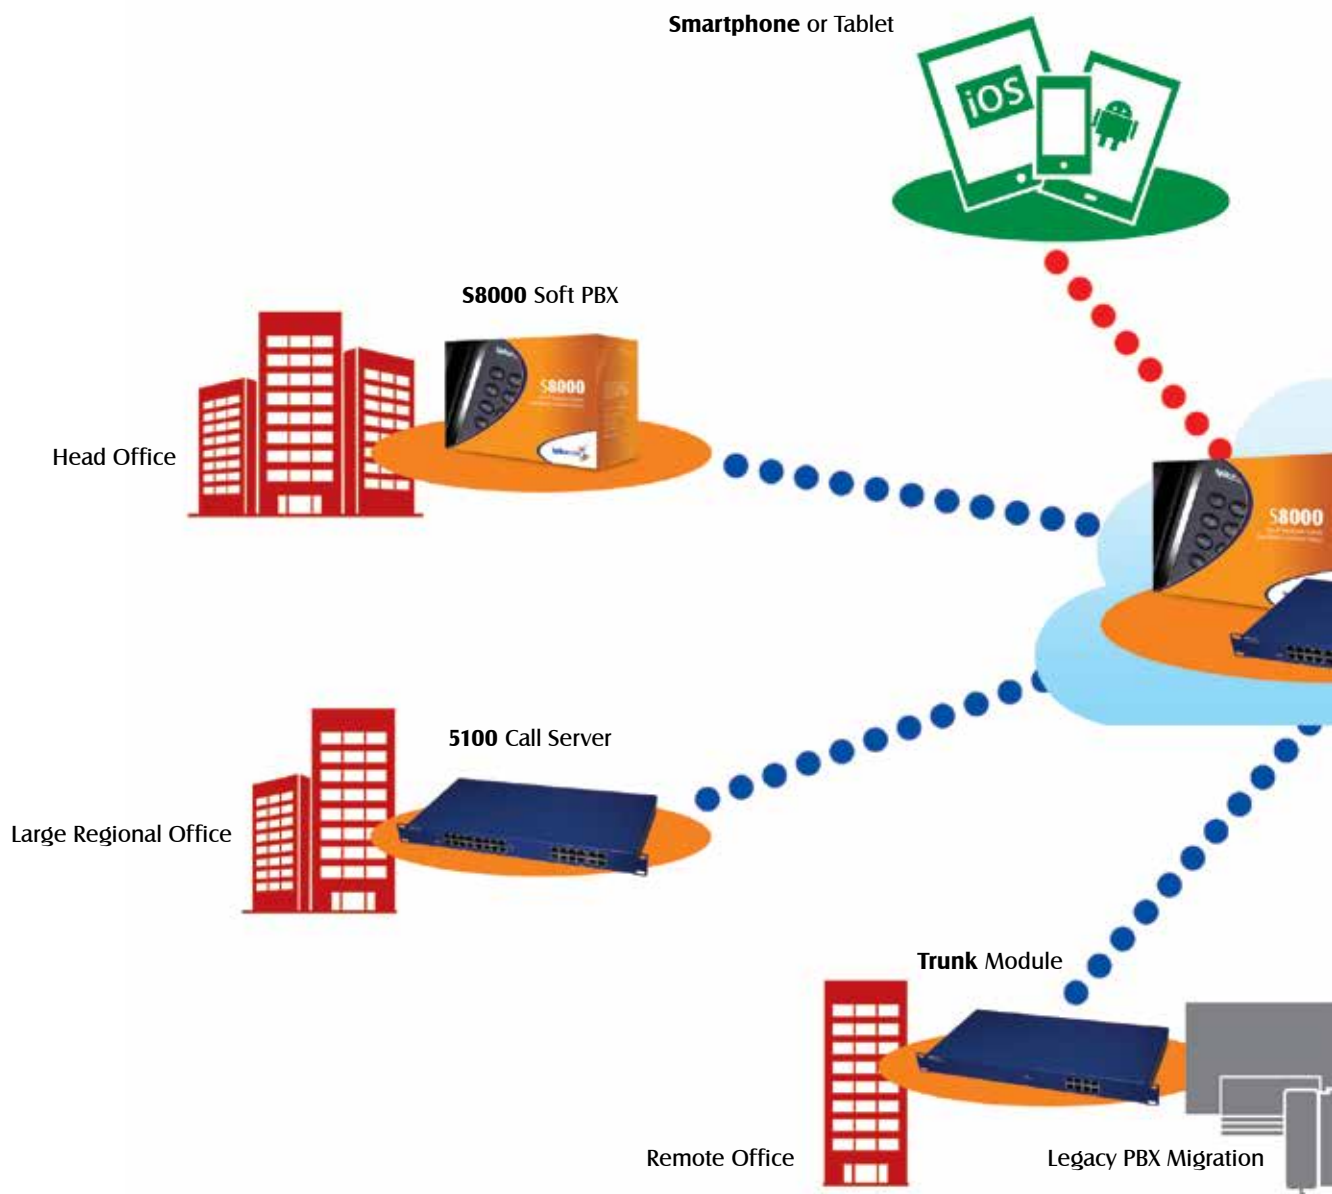 Smartphone or Tablet
iOS
S8000 Soft PBX
S8000
Head Office
S8000
5100 Call Server
Large Regional Office
Trunk Module
Remote Office
Legacy PBX Migration